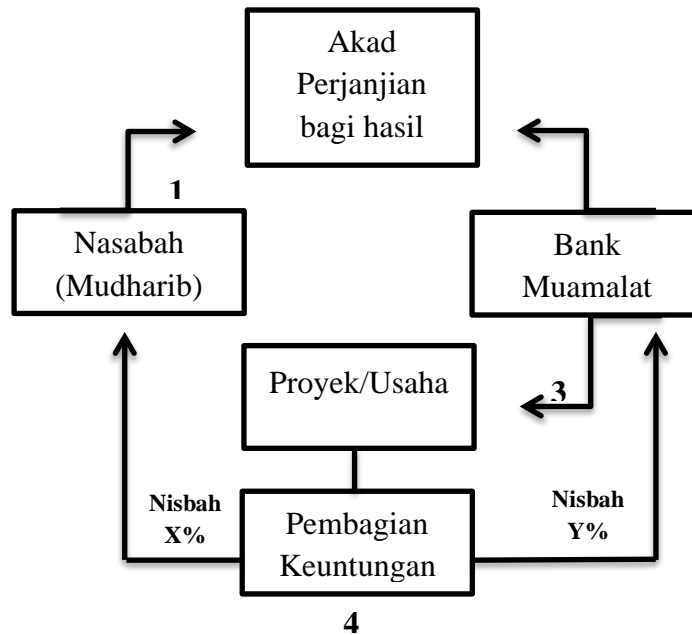 Akad
Perjanjian
bagi hasil
1
Nasabah
(Mudharib)
Bank
Muamalat
Proyek/Usaha
3
Nisbah
X%
Pembagian
Keuntungan
Nisbah
Y%
4